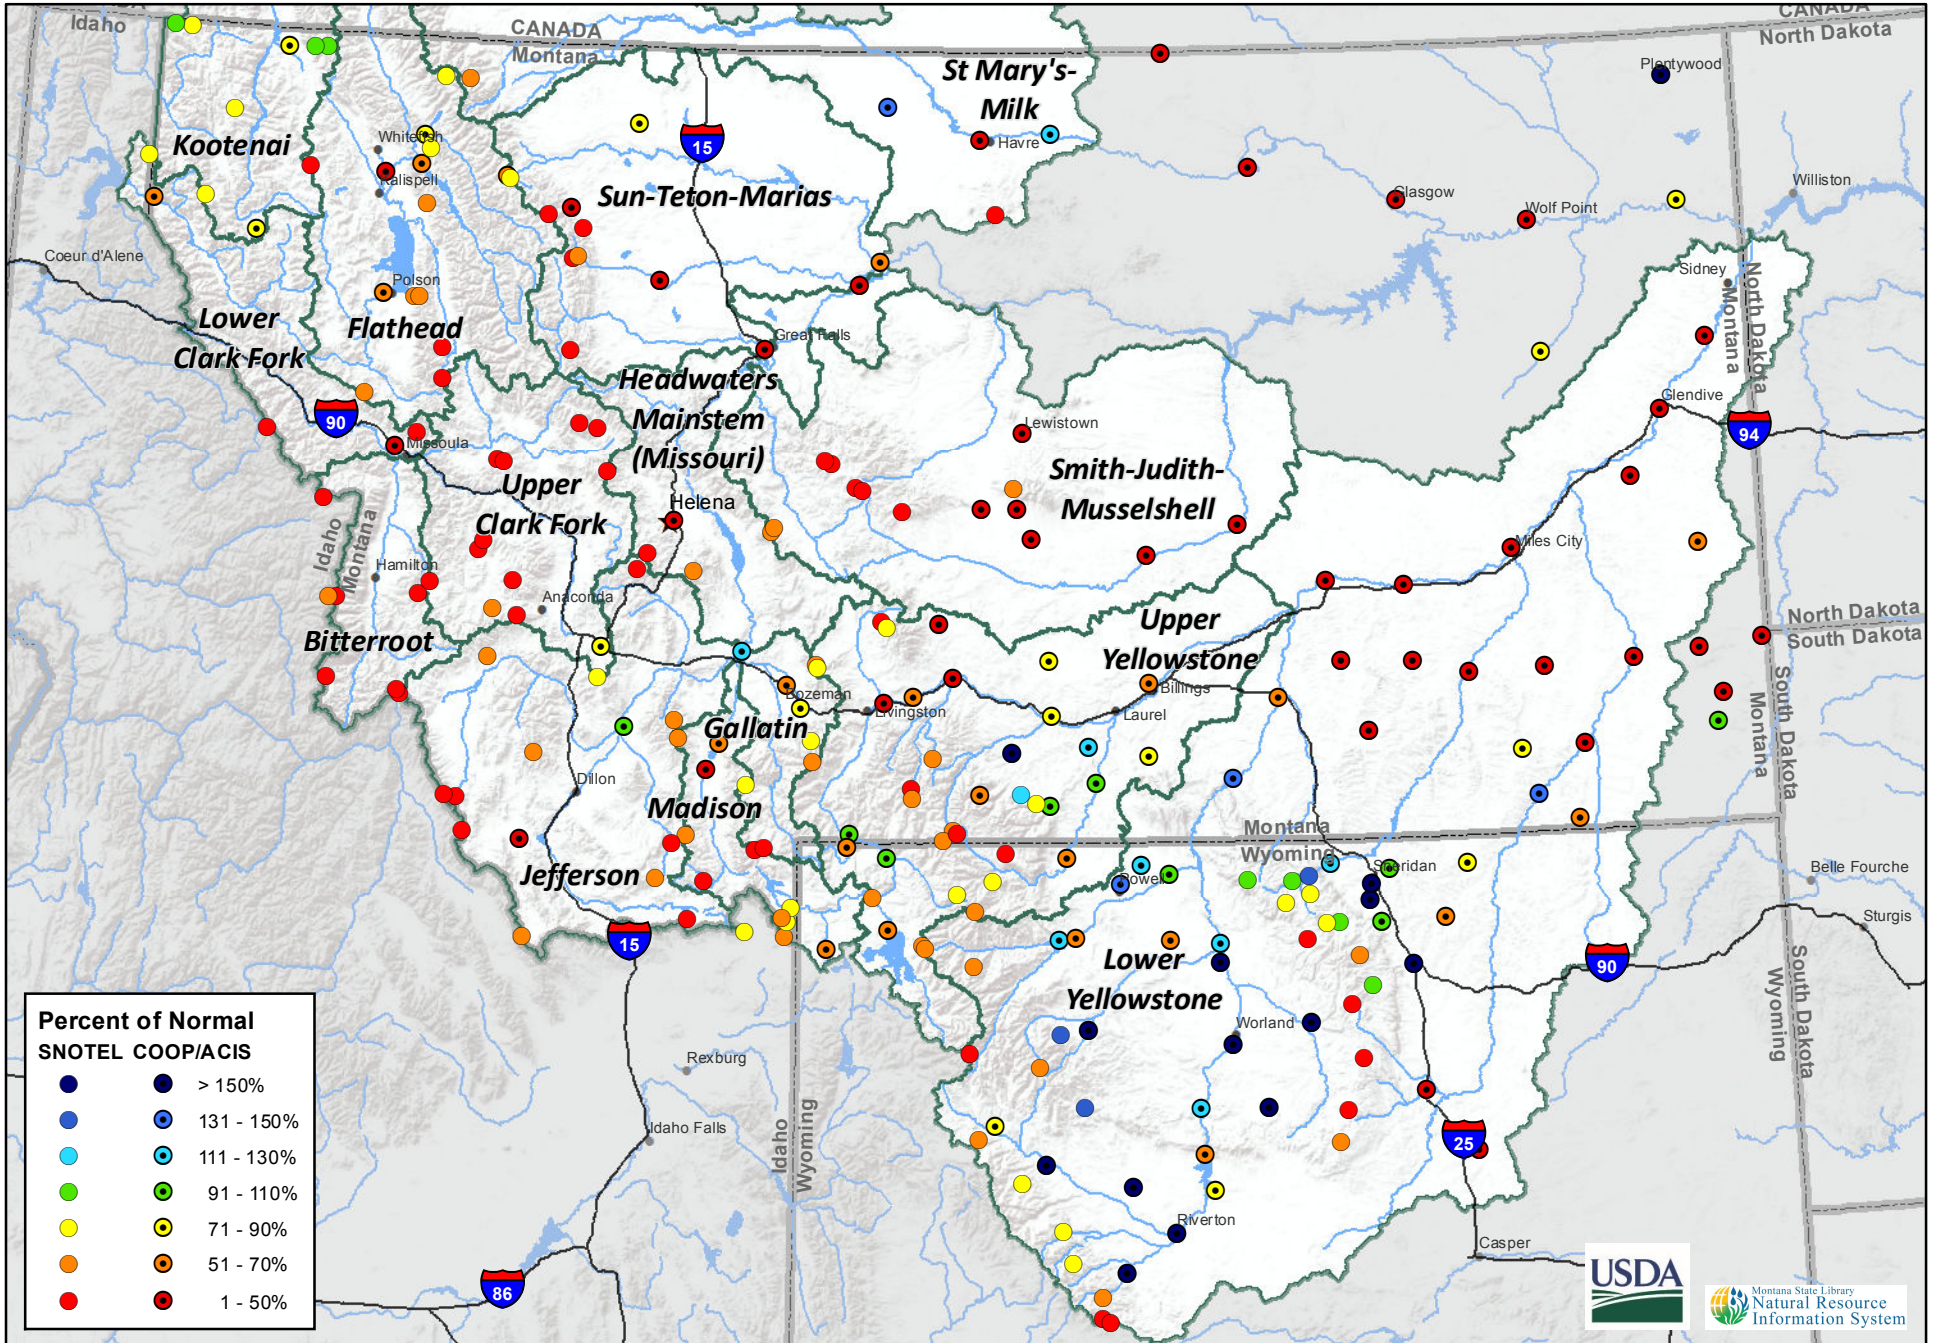 CANADA
Idaho
CANADA
Montana
CANADA
North Dakota
St Mary's-
Milk
Plentywood
Kootenai
Whitefish
15
Havre
Kalispell
Sun-Teton-Marias
Glasgow
Wolf Point
Williston
Coeur d'Alene
Polson
Sidney
North Dakota
Montana
Lower
Clark Fork
Flathead
Great Falls
Headwaters
Mainstem
(Missouri)
Glendive
90
Missoula
Lewistown
94
Upper
Clark Fork
Smith-Judith-
Musselshell
Helena
Idaho
Montana
Hamilton
Miles City
Anaconda
Bitterroot
Upper
Yellowstone
North Dakota
South Dakota
Bozeman
Livingston
Billings
Laurel
Gallatin
South Dakota
Montana
Dillon
Madison
Montana
Wyoming
Jefferson
Powell
Sheridan
Belle Fourche
Sturgis
15
Lower
Yellowstone
90
South Dakota
Wyoming
Percent of Normal
SNOTEL COOP/ACIS
> 150%
131 - 150%
111 - 130%
91 - 110%
71 - 90%
51 - 70%
1 - 50%
Rexburg
Worland
Idaho Falls
Idaho
Wyoming
25
Riverton
Casper
86
USDA
Montana State Library
Natural Resource
Information System